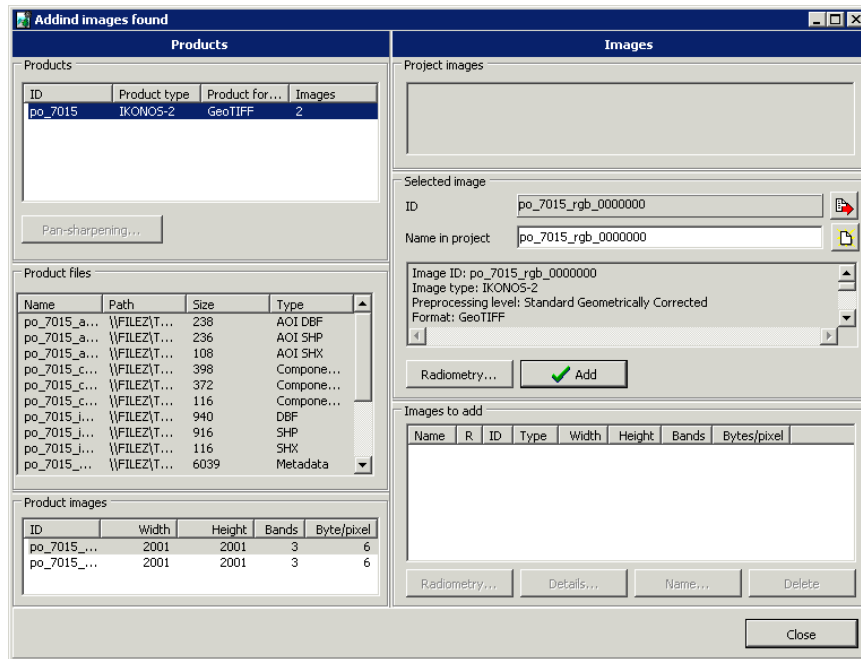 Addind images found
Products
Images
Products
ID Product type Product for... Images
po_7015 IKONOS-2 GeoTIFF 2
Pan-sharpening...
Product files
Name Path Size Type
po_7015_a... \\FILEZ\T... 238 AOI DBF
po_7015_a... \\FILEZ\T... 236 AOI SHP
po_7015_a... \\FILEZ\T... 108 AOI SHX
po_7015_c... \\FILEZ\T... 398 Compone...
po_7015_c... \\FILEZ\T... 372 Compone...
po_7015_c... \\FILEZ\T... 116 Compone...
po_7015_i... \\FILEZ\T... 940 DBF
po_7015_i... \\FILEZ\T... 916 SHP
po_7015_i... \\FILEZ\T... 116 SHX
po_7015_... \\FILEZ\T... 6039 Metadata
Product images
ID Width Height Bands Byte/pixel
po_7015_... 2001 2001 3 6
po_7015_... 2001 2001 3 6
Project images
Selected image
ID po_7015_rgb_0000000
Name in project po_7015_rgb_0000000
Image ID: po_7015_rgb_0000000
Image type: IKONOS-2
Preprocessing level: Standard Geometrically Corrected
Format: GeoTIFF
Radiometry... Add
Images to add
Name R ID Type Width Height Bands Bytes/pixel
Radiometry... Details... Name... Delete
Close